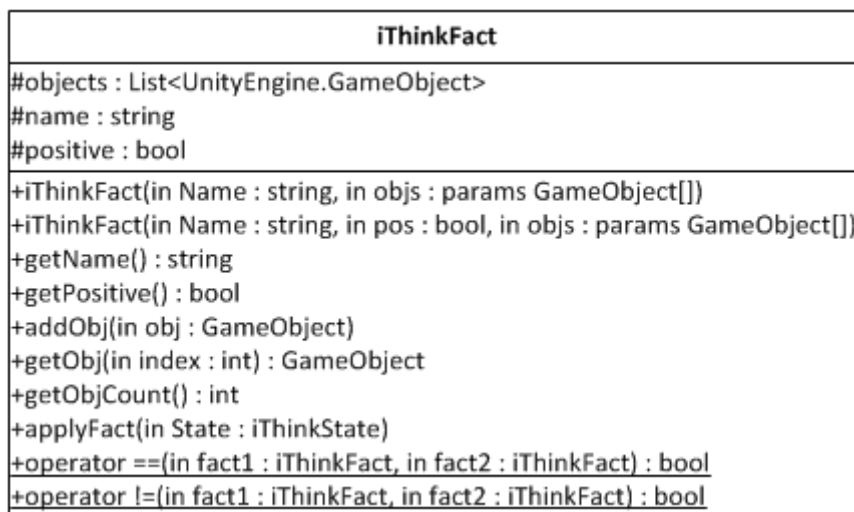 iThinkFact
#objects : List<UnityEngine.GameObject>
#name : string
#positive : bool
+iThinkFact(in Name : string, in objs : params GameObject[])
+iThinkFact(in Name : string, in pos : bool, in objs : params GameObject[])
+getName() : string
+getPositive() : bool
+addObj(in obj : GameObject)
+getObj(in index : int) : GameObject
+getObjCount() : int
+applyFact(in State : iThinkState)
+operator ==(in fact1 : iThinkFact, in fact2 : iThinkFact) : bool
+operator !=(in fact1 : iThinkFact, in fact2 : iThinkFact) : bool